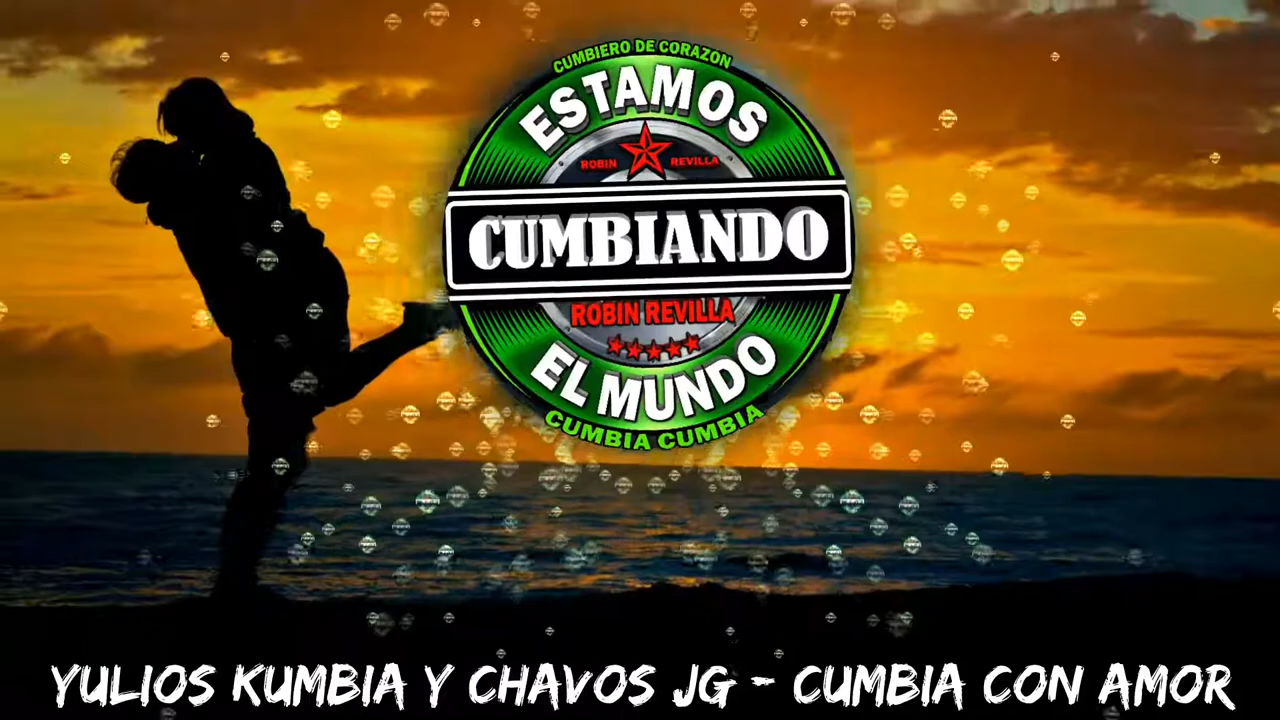 CUMBIERO DE CORAZON
ESTAMOS
ROBIN REVILLA
CUMBIANDO
ROBIN REVILLA
EL MUNDO
CUMBIA CUMBIA
YULIOS KUMBIA Y CHAVOS JG - CUMBIA CON AMOR